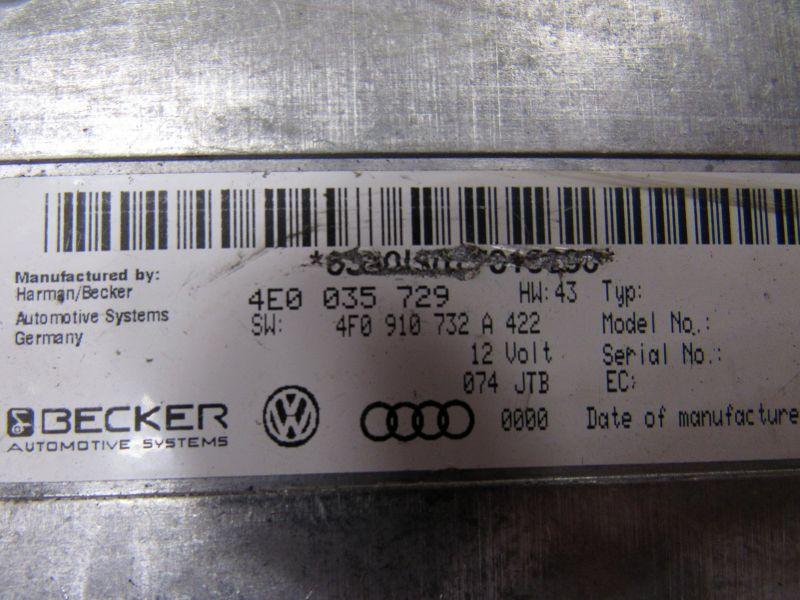 Manufactured by:
Harman/Becker
Automotive Systems
Germany
4E0 035 729 HW: 43 Typ:
SW: 4F0 910 732 A 422 Model No.:
12 Volt Serial No.:
074 JTB EC:
0000 Date of manufacture
BECKER
AUTOMOTIVE SYSTEMS